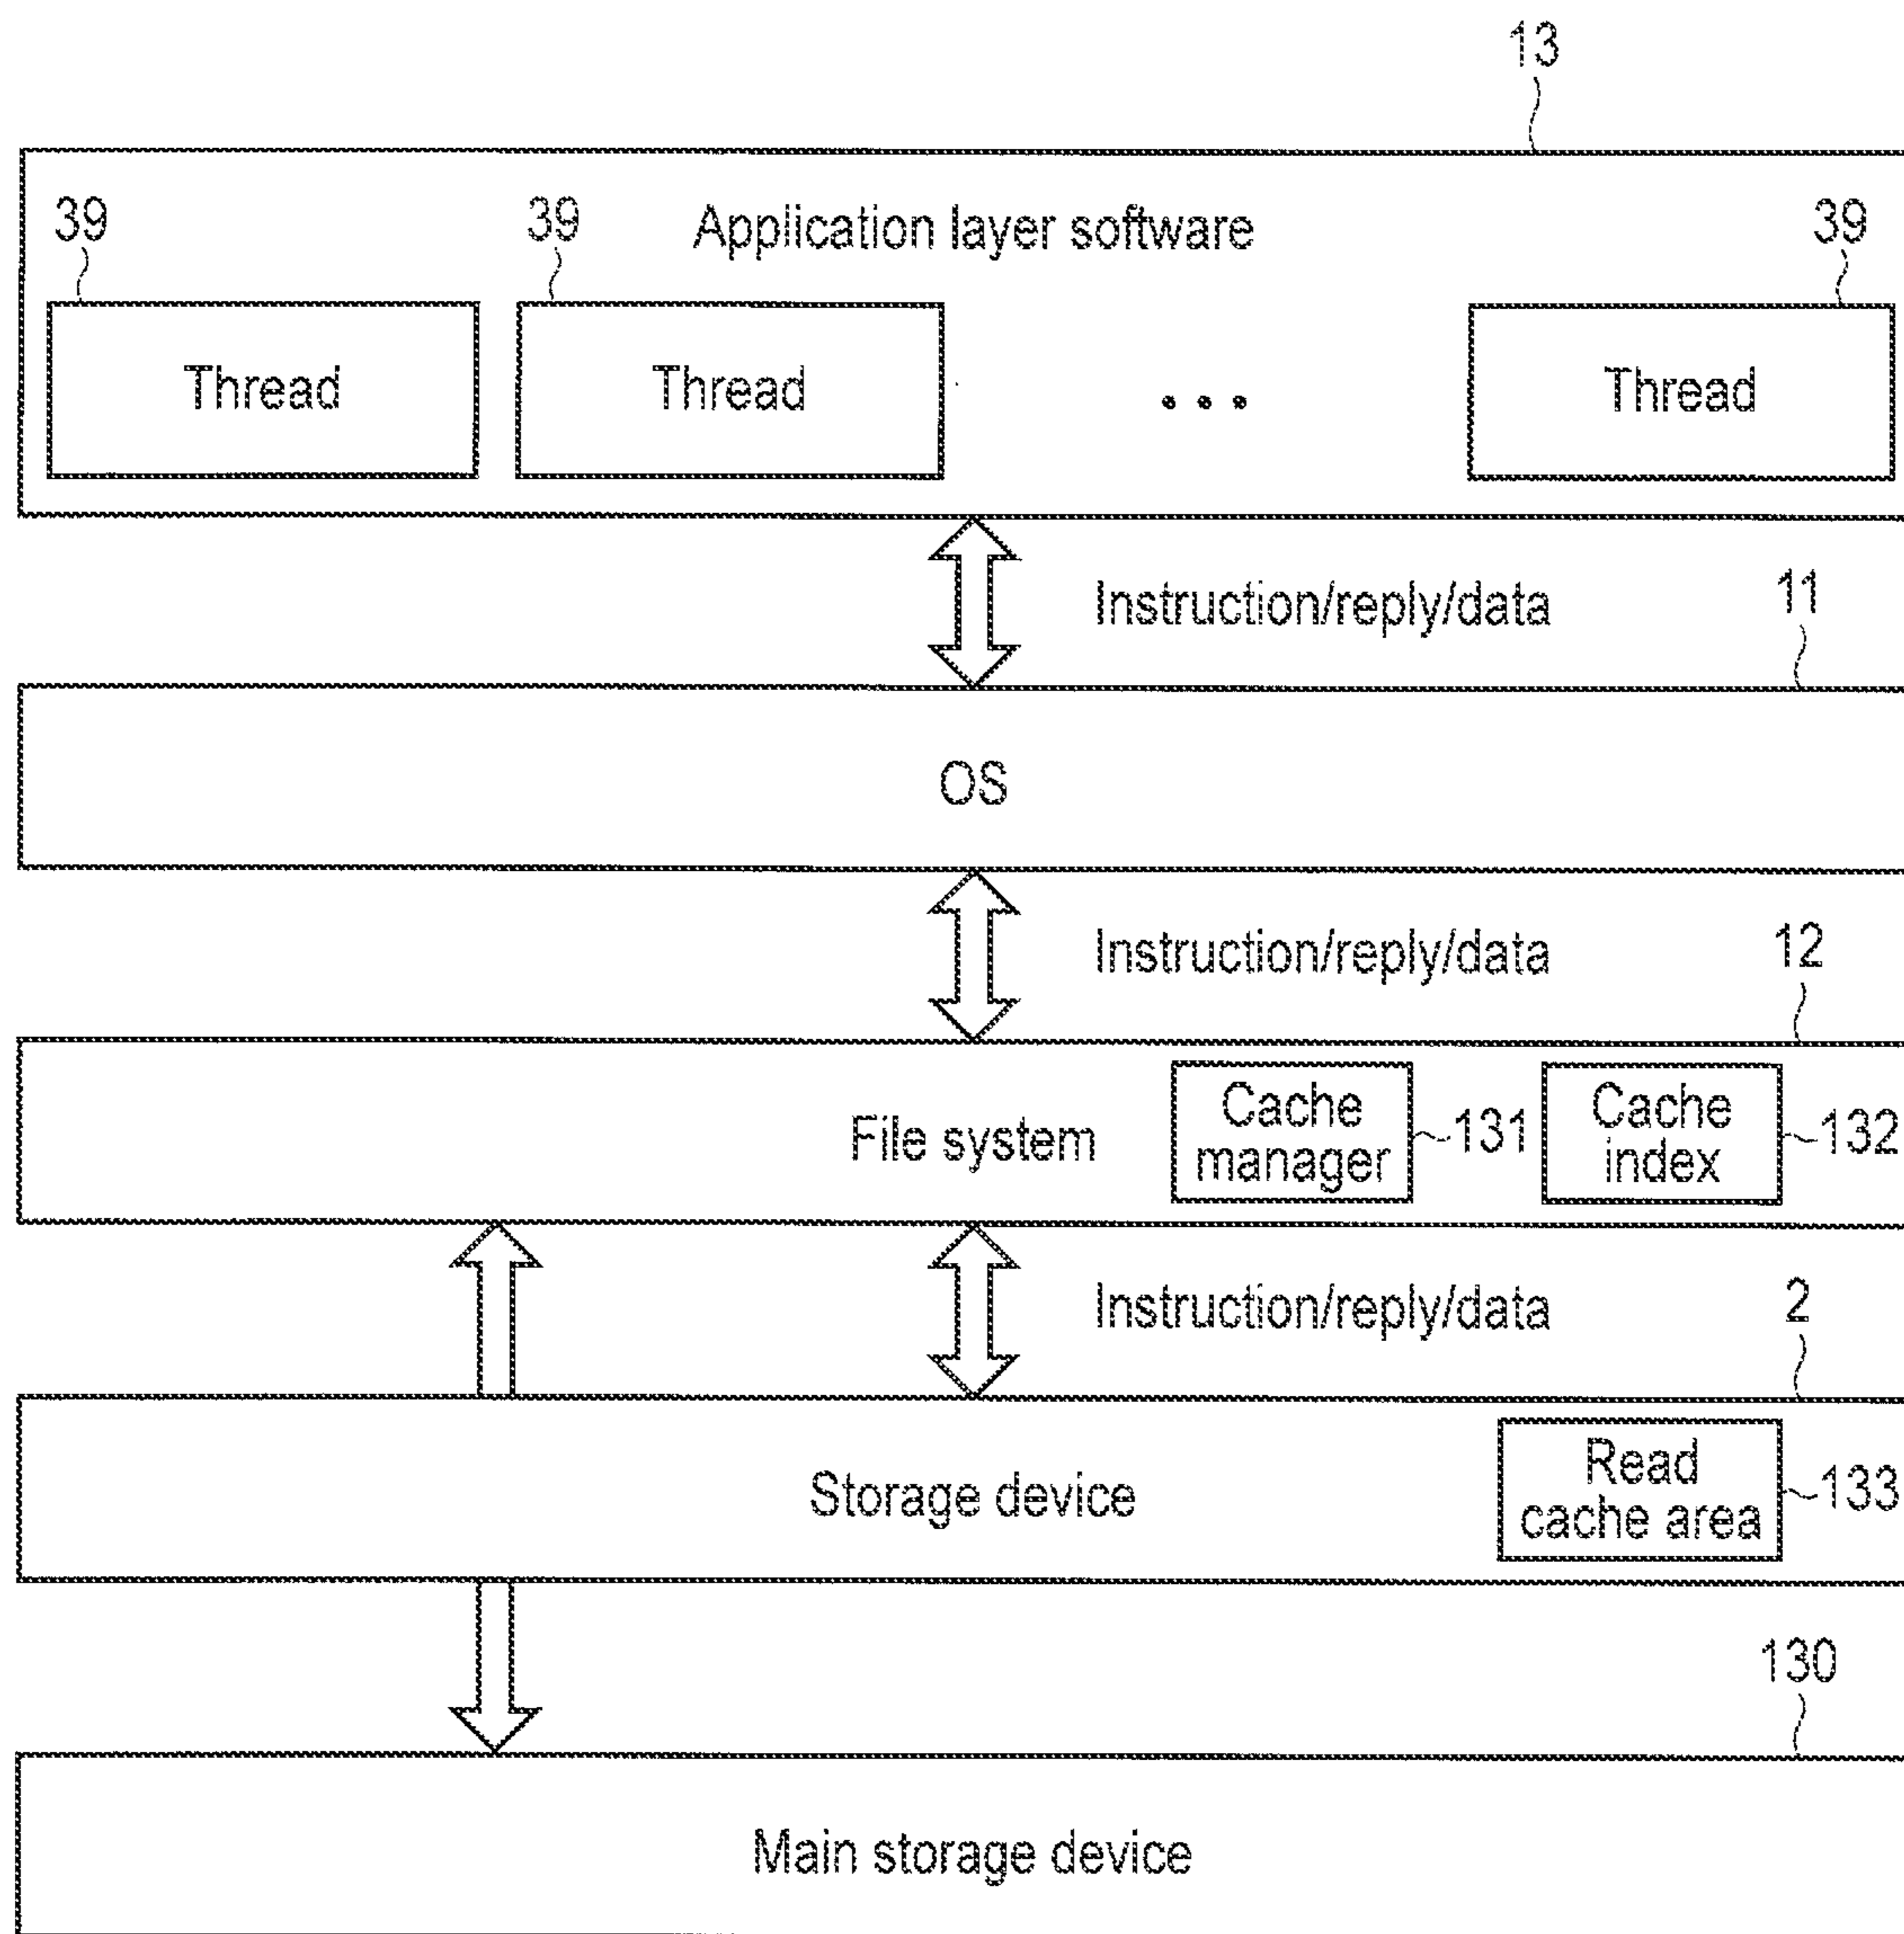 13
39
39
Application layer software
39
Thread
Thread
...
Thread
Instruction/reply/data
11
OS
Instruction/reply/data
12
File system
Cache
manager
131
Cache
index
132
Instruction/reply/data
2
Storage device
Read
cache area
133
130
Main storage device